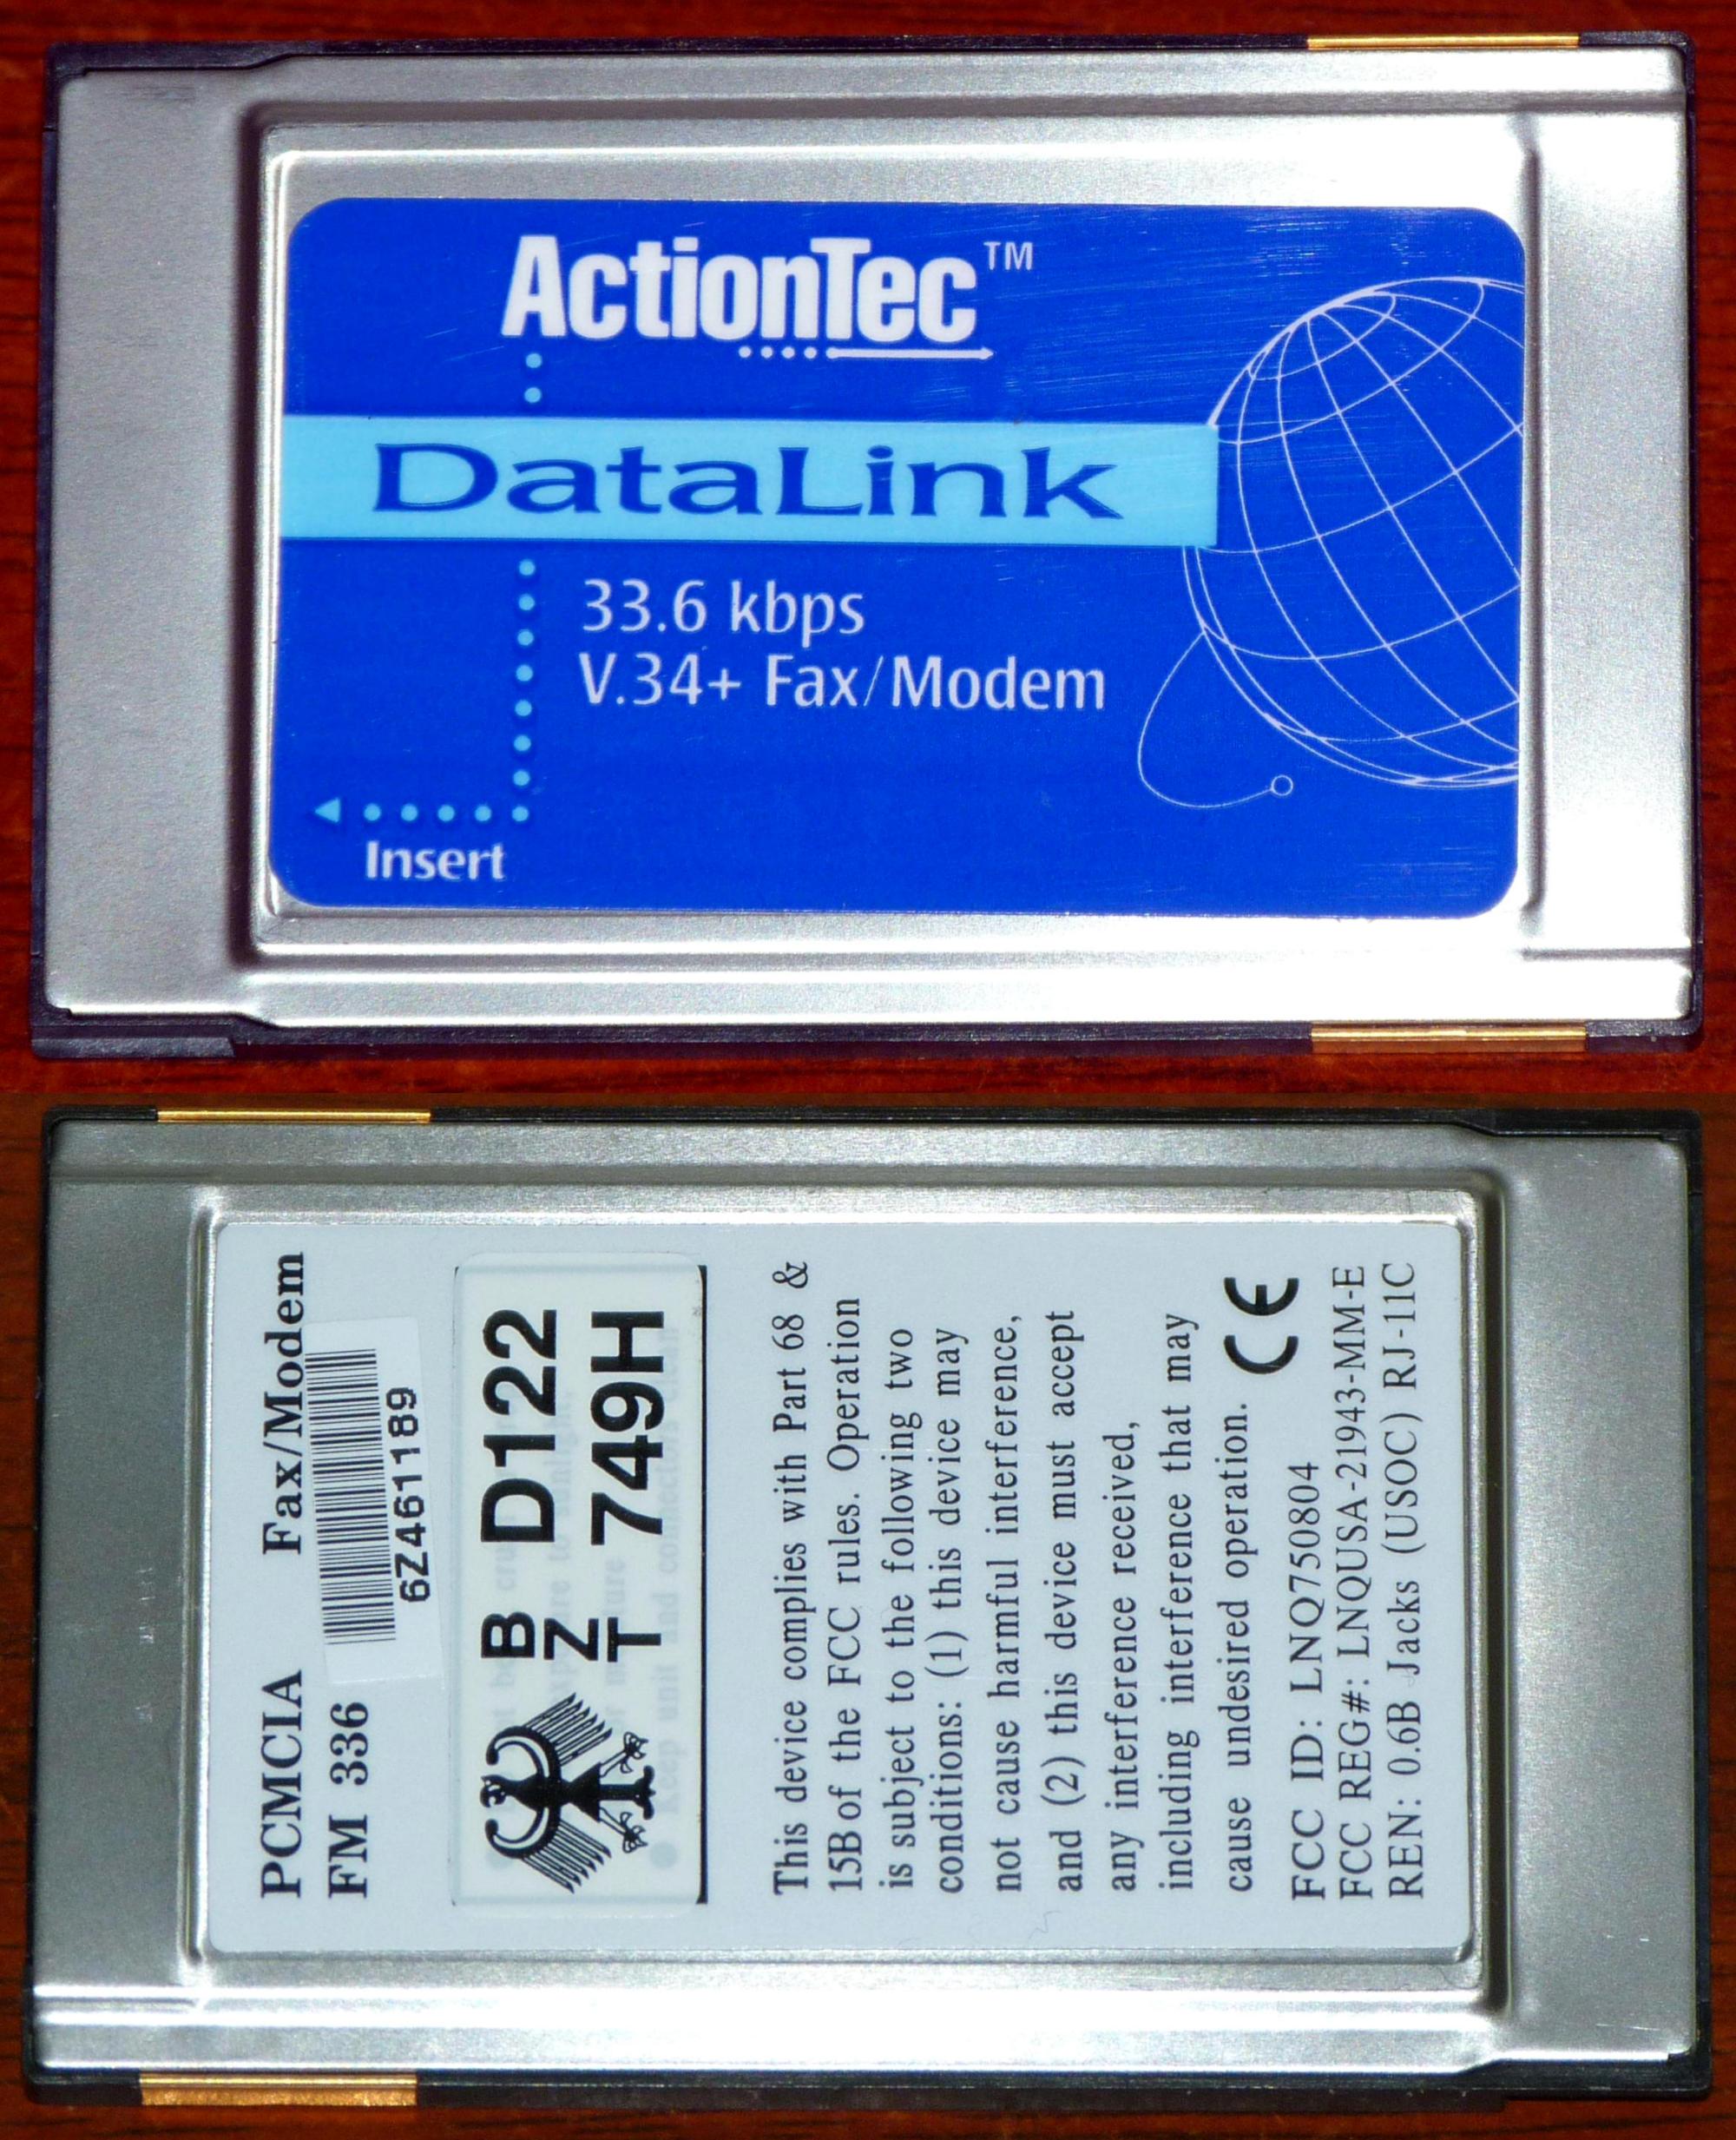 ActionTec™
DataLink
33.6 kbps
V.34+ Fax/Modem
Insert
PCMCIA Fax/Modem
FM 336
6Z461189
B
Z
T
D122
749H
This device complies with Part 68 &
15B of the FCC rules. Operation
is subject to the following two
conditions: (1) this device may
not cause harmful interference,
and (2) this device must accept
any interference received,
including interference that may
cause undesired operation. CE
FCC ID: LNQ750804
FCC REG#: LNQUSA-21943-MM-E
REN: 0.6B Jacks (USOC) RJ-11C